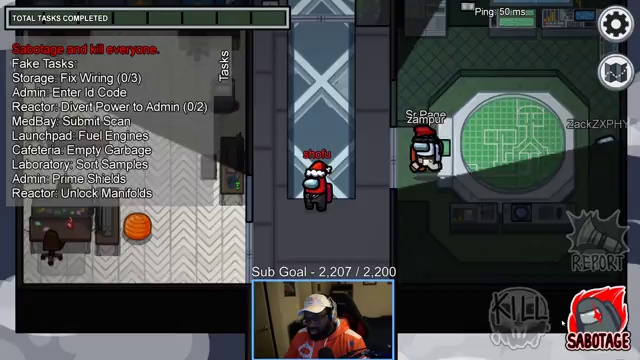 TOTAL TASKS COMPLETED
Ping: 50 ms
Sabotage and kill everyone.
Fake Tasks:
Storage: Fix Wiring (0/3)
Admin: Enter Id Code
Reactor: Divert Power to Admin (0/2)
MedBay: Submit Scan
Launchpad: Fuel Engines
Cafeteria: Empty Garbage
Laboratory: Sort Samples
Admin: Prime Shields
Reactor: Unlock Manifolds
Tasks
zampur
ZackZXPHY
shofu
REPORT
Sub Goal - 2,207 / 2,200
KILL
SABOTAGE